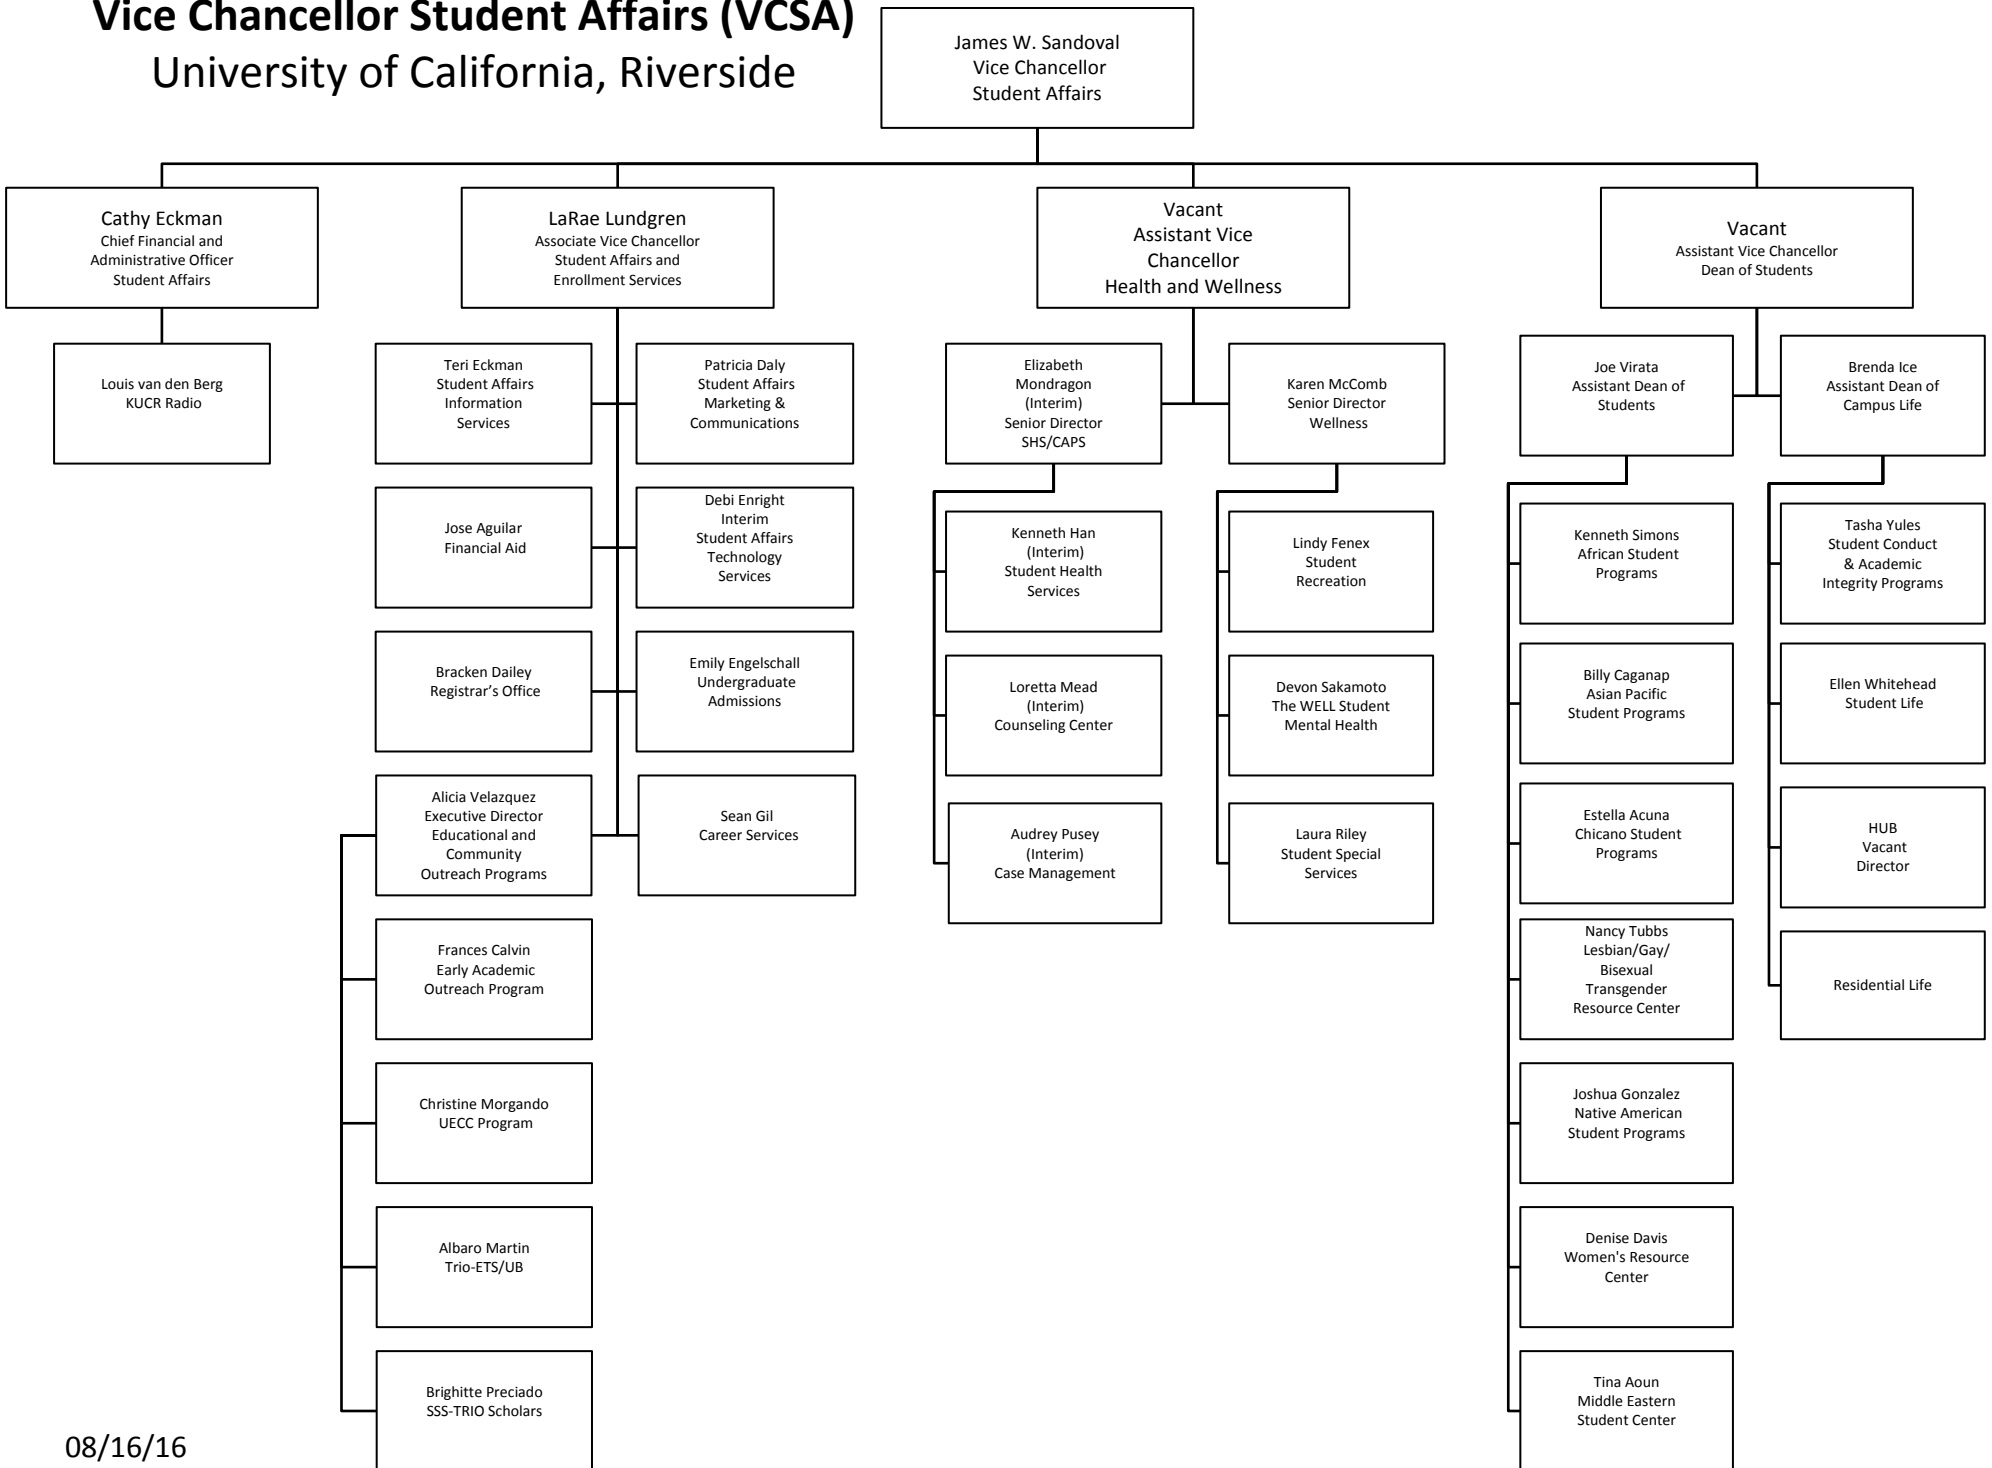 Vice Chancellor Student Affairs (VCSA)
University of California, Riverside
James W. Sandoval
Vice Chancellor
Student Affairs
Cathy Eckman
Chief Financial and
Administrative Officer
Student Affairs
Louis van den Berg
KUCR Radio
LaRae Lundgren
Associate Vice Chancellor
Student Affairs and
Enrollment Services
Teri Eckman
Student Affairs
Information
Services
Patricia Daly
Student Affairs
Marketing &
Communications
Jose Aguilar
Financial Aid
Debi Enright
Interim
Student Affairs
Technology
Services
Bracken Dailey
Registrar’s Office
Emily Engelschall
Undergraduate
Admissions
Alicia Velazquez
Executive Director
Educational and
Community
Outreach Programs
Sean Gil
Career Services
Frances Calvin
Early Academic
Outreach Program
Christine Morgando
UECC Program
Albaro Martin
Trio-ETS/UB
Brighitte Preciado
SSS-TRIO Scholars
Vacant
Assistant Vice
Chancellor
Health and Wellness
Elizabeth
Mondragon
(Interim)
Senior Director
SHS/CAPS
Kenneth Han
(Interim)
Student Health
Services
Loretta Mead
(Interim)
Counseling Center
Audrey Pusey
(Interim)
Case Management
Karen McComb
Senior Director
Wellness
Lindy Fenex
Student
Recreation
Devon Sakamoto
The WELL Student
Mental Health
Laura Riley
Student Special
Services
Vacant
Assistant Vice Chancellor
Dean of Students
Joe Virata
Assistant Dean of
Students
Kenneth Simons
African Student
Programs
Billy Caganap
Asian Pacific
Student Programs
Estella Acuna
Chicano Student
Programs
Nancy Tubbs
Lesbian/Gay/
Bisexual
Transgender
Resource Center
Joshua Gonzalez
Native American
Student Programs
Denise Davis
Women's Resource
Center
Tina Aoun
Middle Eastern
Student Center
Brenda Ice
Assistant Dean of
Campus Life
Tasha Yules
Student Conduct
& Academic
Integrity Programs
Ellen Whitehead
Student Life
HUB
Vacant
Director
Residential Life
08/16/16